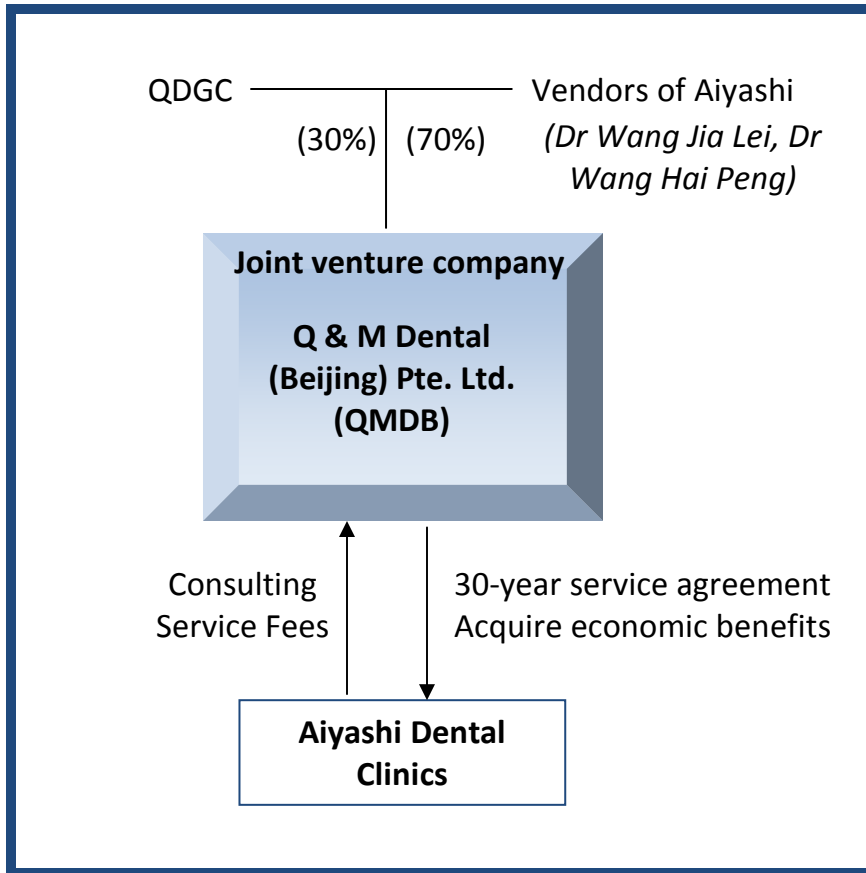 QDGC
Vendors of Aiyashi
(30%)
(70%)
(Dr Wang Jia Lei, Dr
Wang Hai Peng)
Joint venture company
Q & M Dental
(Beijing) Pte. Ltd.
(QMDB)
Consulting
Service Fees
30-year service agreement
Acquire economic benefits
Aiyashi Dental
Clinics